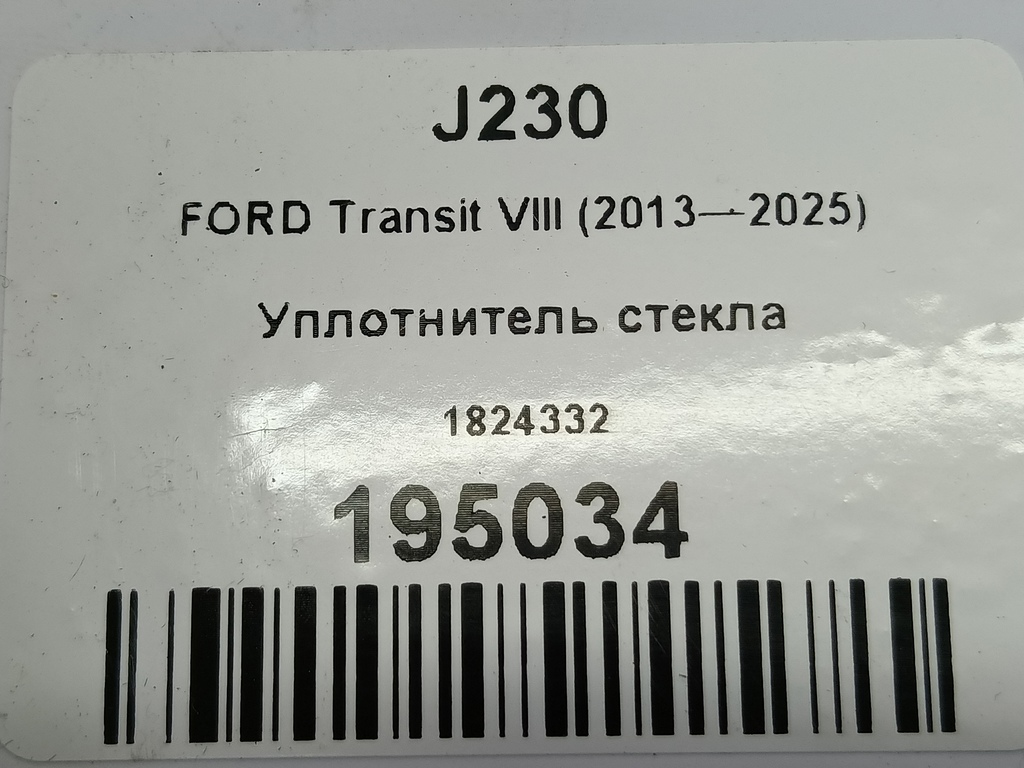 J230
FORD Transit VIII (2013—2025)
Уплотнитель стекла
1824332
195034